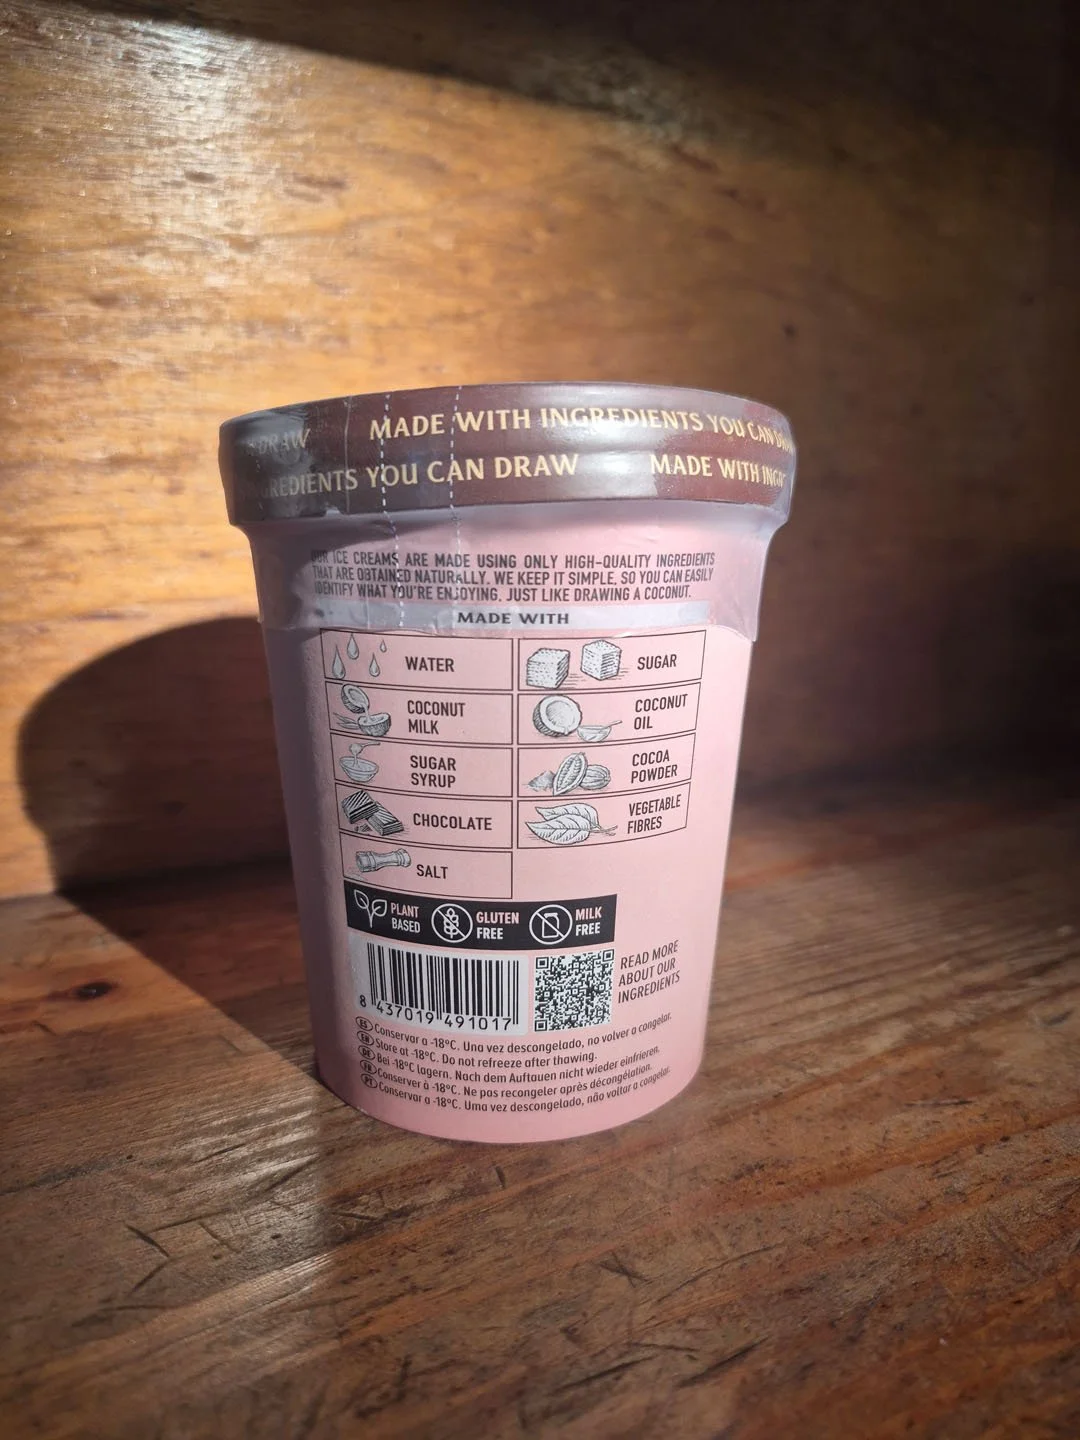 DRAW MADE WITH INGREDIENTS YOU CAN
YOU CAN DRAW MADE WITH
OUR ICE CREAMS ARE MADE USING ONLY HIGH-QUALITY INGREDIENTS
THAT ARE OBTAINED NATURALLY. WE KEEP IT SIMPLE, SO YOU CAN EASILY
IDENTIFY WHAT YOU'RE ENJOYING, JUST LIKE DRAWING A COCONUT.
MADE WITH
WATER
SUGAR
COCONUT
MILK
COCONUT
OIL
SUGAR
SYRUP
COCOA
POWDER
CHOCOLATE
VEGETABLE
FIBRES
SALT
PLANT
BASED
GLUTEN
FREE
MILK
FREE
READ MORE
ABOUT OUR
INGREDIENTS
8 437019 491017
ES Conservar a -18°C. Una vez descongelado, no volver a congelar.
EN Store at -18°C. Do not refreeze after thawing.
DE Bei -18°C lagern. Nach dem Auftauen nicht wieder einfrieren.
FR Conserver à -18°C. Ne pas recongeler après décongélation.
PT Conservar a -18°C. Uma vez descongelado, não voltar a congelar.